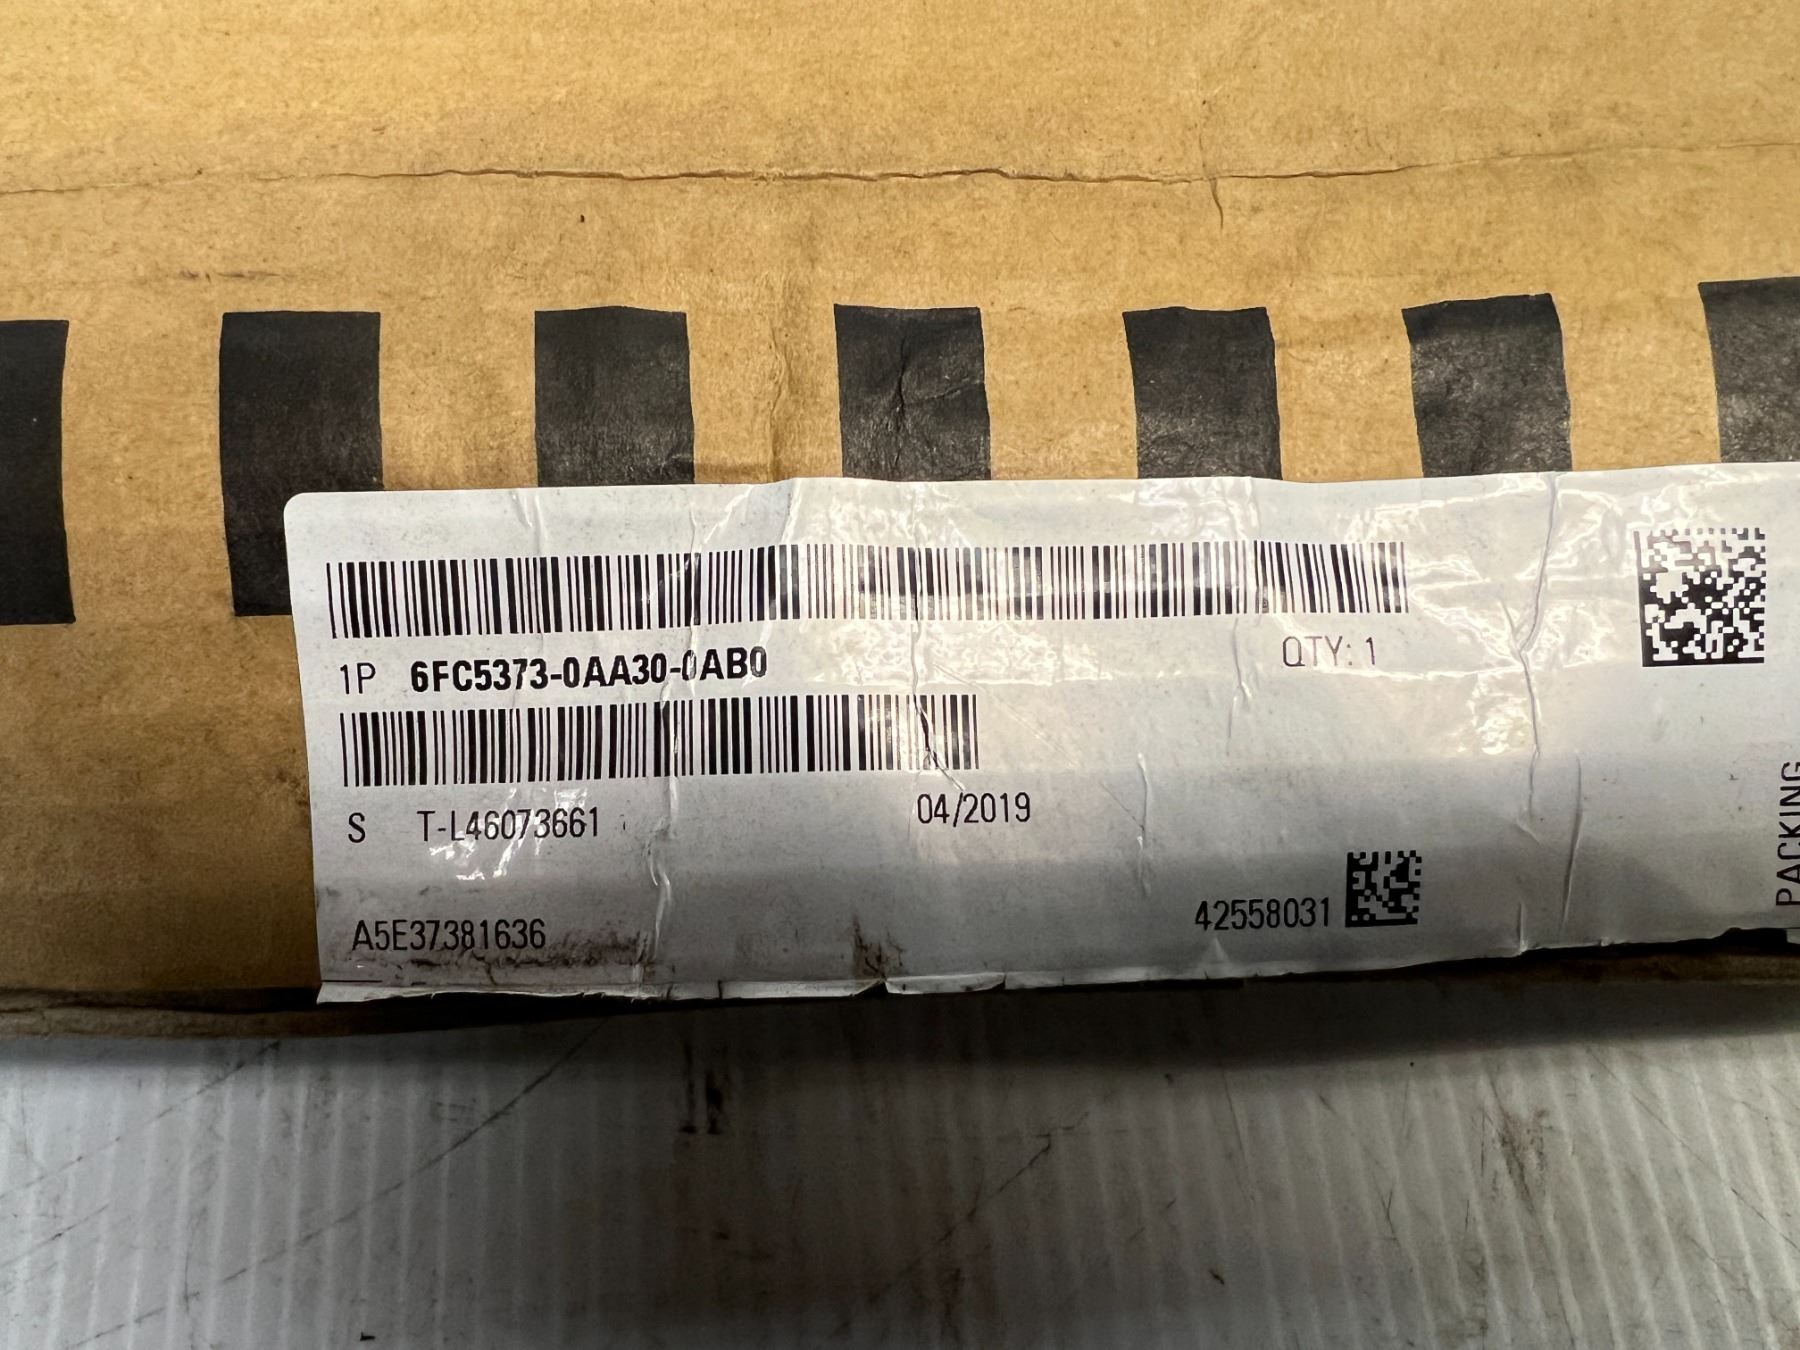 1P 6FC5373-0AA30-0AB0 QTY: 1
S T-L46073661 04/2019
A5E37381636 42558031
PACKING